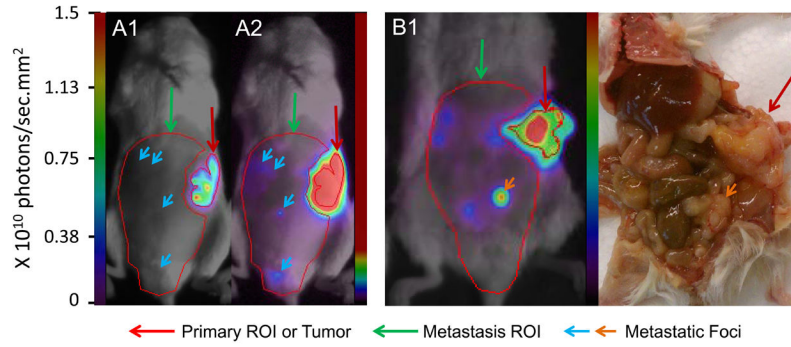 1.5
1.13
0.75
0.38
0
X 10¹⁰ photons/sec.mm²
A1
A2
B1
Primary ROI or Tumor
Metastasis ROI
Metastatic Foci